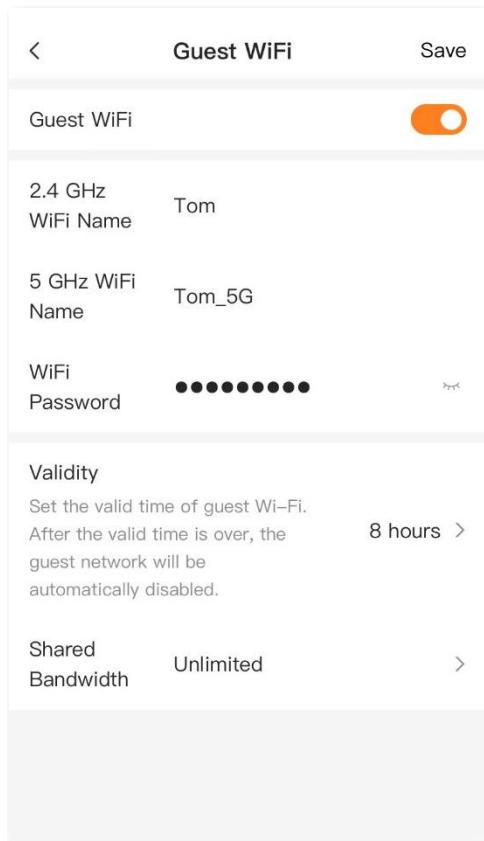 Guest WiFi Save
Guest WiFi
2.4 GHz
WiFi Name
Tom
5 GHz WiFi
Name
Tom_5G
WiFi
Password
●●●●●●●●●
Validity
Set the valid time of guest Wi-Fi.
After the valid time is over, the
guest network will be
automatically disabled.
8 hours
Shared
Bandwidth
Unlimited